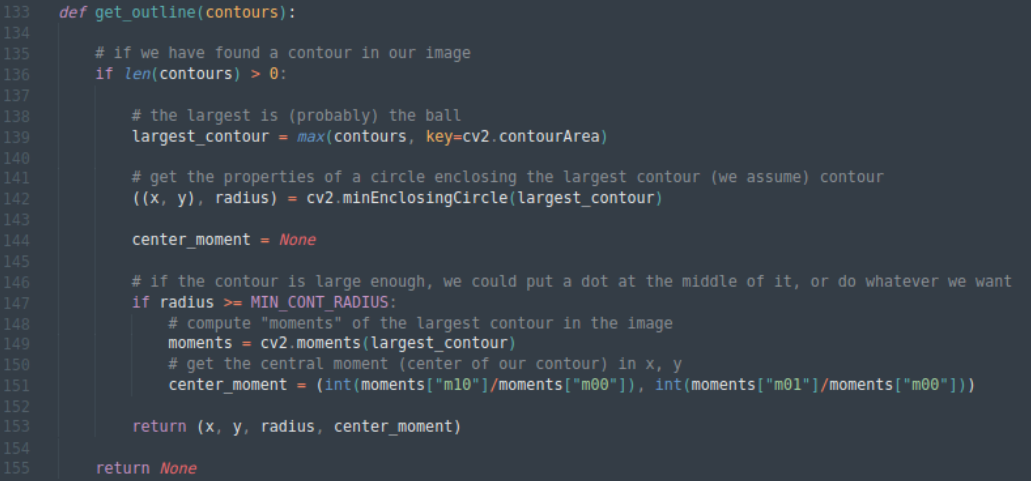 133 def get_outline(contours):
134
135 # if we have found a contour in our image
136 if len(contours) > 0:
137
138 # the largest is (probably) the ball
139 largest_contour = max(contours, key=cv2.contourArea)
140
141 # get the properties of a circle enclosing the largest contour (we assume) contour
142 ((x, y), radius) = cv2.minEnclosingCircle(largest_contour)
143
144 center_moment = None
145
146 # if the contour is large enough, we could put a dot at the middle of it, or do whatever we want
147 if radius >= MIN_CONT_RADIUS:
148 # compute "moments" of the largest contour in the image
149 moments = cv2.moments(largest_contour)
150 # get the central moment (center of our contour) in x, y
151 center_moment = (int(moments["m10"]/moments["m00"]), int(moments["m01"]/moments["m00"]))
152
153 return (x, y, radius, center_moment)
154
155 return None